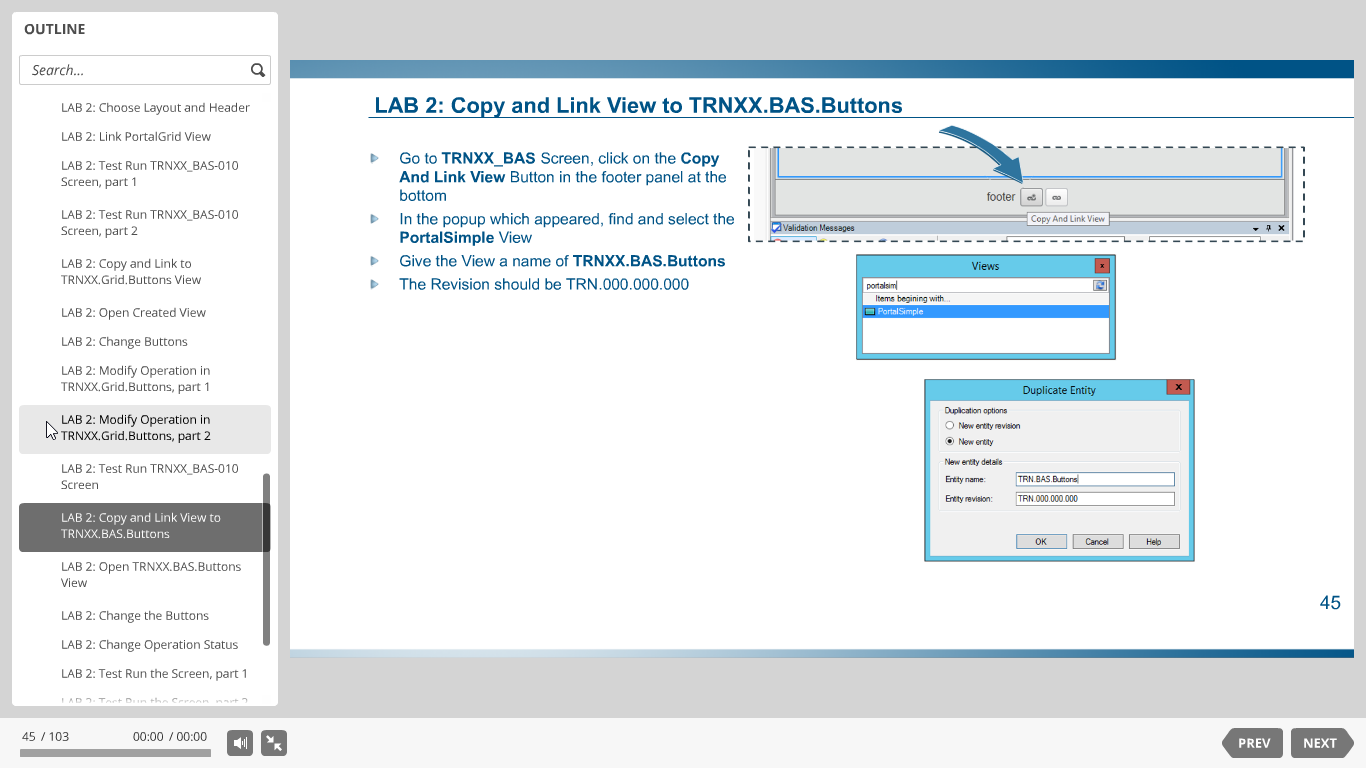 OUTLINE
Search...
LAB 2: Choose Layout and Header
LAB 2: Link PortalGrid View
LAB 2: Test Run TRNXX_BAS-010
Screen, part 1
LAB 2: Test Run TRNXX_BAS-010
Screen, part 2
LAB 2: Copy and Link to
TRNXX.Grid.Buttons View
LAB 2: Open Created View
LAB 2: Change Buttons
LAB 2: Modify Operation in
TRNXX.Grid.Buttons, part 1
LAB 2: Modify Operation in
TRNXX.Grid.Buttons, part 2
LAB 2: Test Run TRNXX_BAS-010
Screen
LAB 2: Copy and Link View to
TRNXX.BAS.Buttons
LAB 2: Open TRNXX.BAS.Buttons
View
LAB 2: Change the Buttons
LAB 2: Change Operation Status
LAB 2: Test Run the Screen, part 1
LAB 2: Test Run the Screen, part 2
LAB 2: Copy and Link View to TRNXX.BAS.Buttons
Go to TRNXX_BAS Screen, click on the Copy
And Link View Button in the footer panel at the
bottom
In the popup which appeared, find and select the
PortalSimple View
Give the View a name of TRNXX.BAS.Buttons
The Revision should be TRN.000.000.000
footer
Copy And Link View
Validation Messages
Views
x
portalsim
Items begining with...
PortalSimple
Duplicate Entity
x
Duplication options
New entity revision
New entity
New entity details
Entity name: TRN.BAS.Buttons
Entity revision: TRN.000.000.000
OK Cancel Help
45
45 / 103 00:00 / 00:00
PREV NEXT